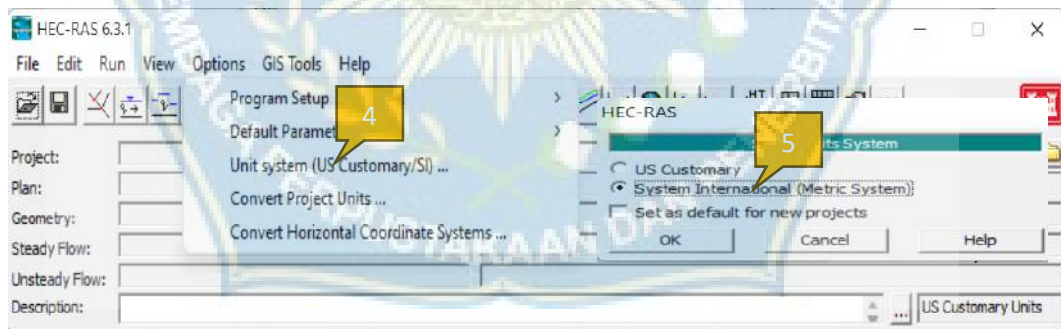 HEC-RAS 6.3.1
File Edit Run View Options GIS Tools Help
Program Setup
4
Default Paramet
Unit system (US Customary/SI) ...
Convert Project Units ...
Convert Horizontal Coordinate Systems ...
HEC-RAS
5
its System
US Customary
System International (Metric System)
Set as default for new projects
OK Cancel Help
Project:
Plan:
Geometry:
Steady Flow:
Unsteady Flow:
Description:
... US Customary Units